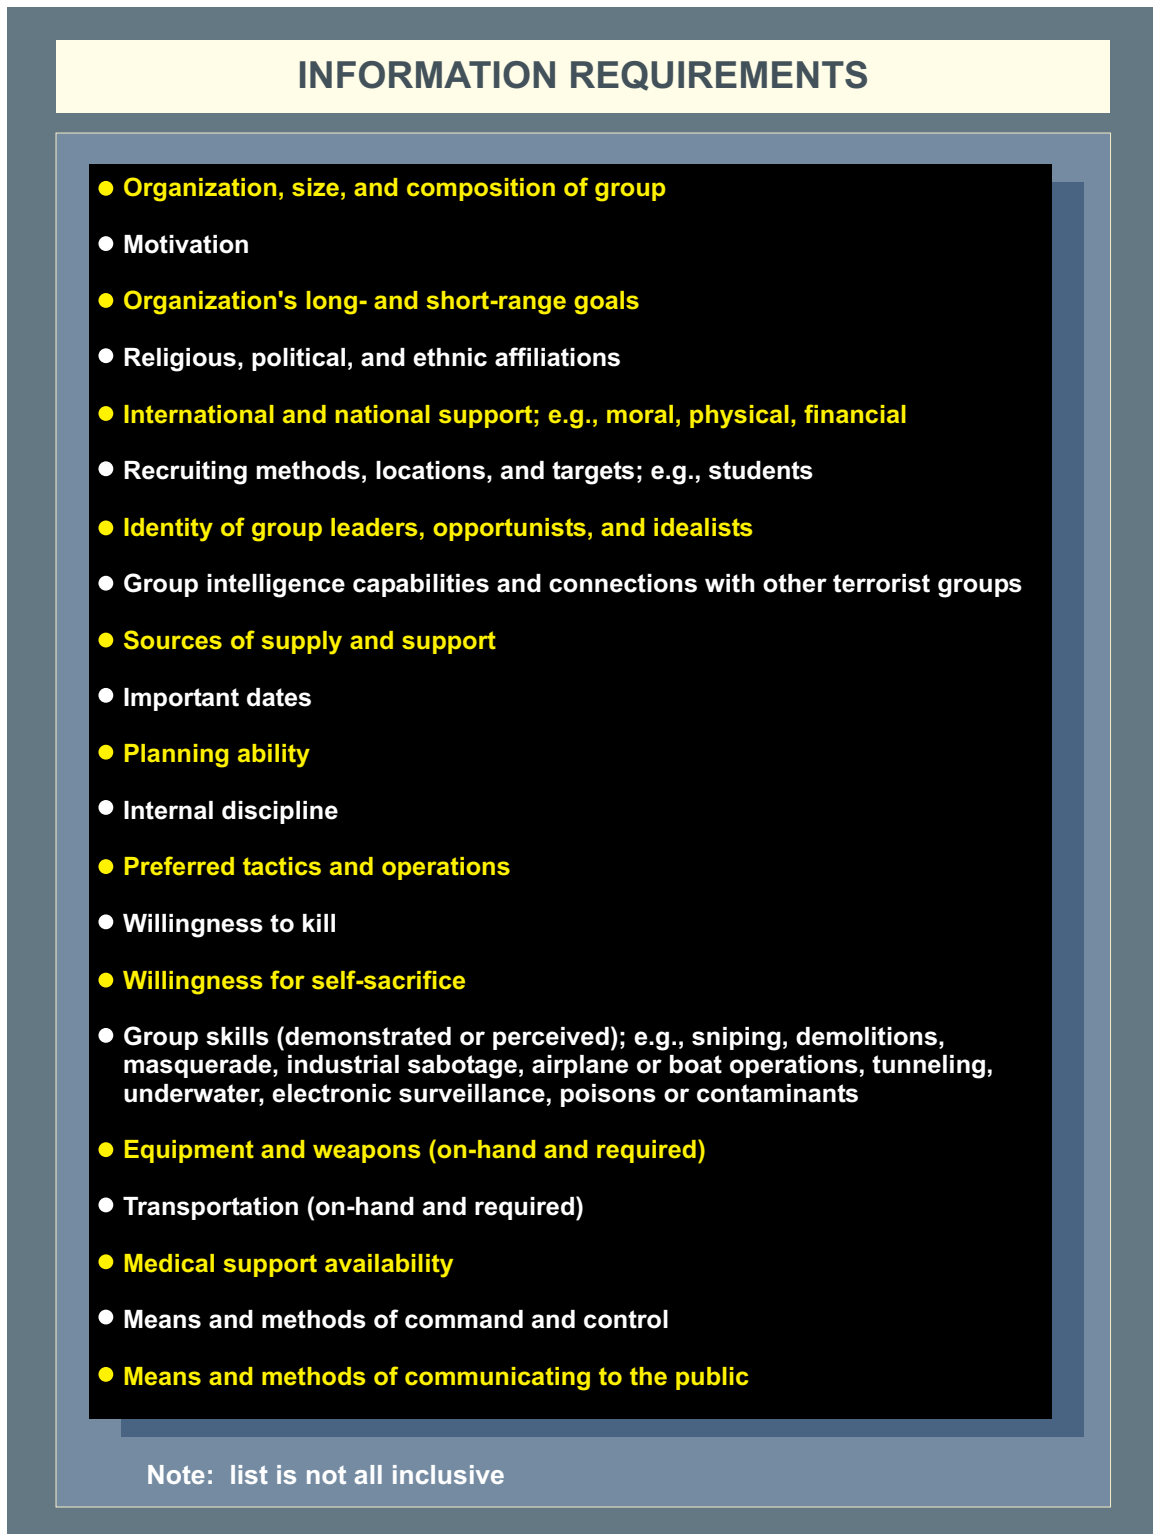 INFORMATION REQUIREMENTS
● Organization, size, and composition of group
● Motivation
● Organization's long- and short-range goals
● Religious, political, and ethnic affiliations
● International and national support; e.g., moral, physical, financial
● Recruiting methods, locations, and targets; e.g., students
● Identity of group leaders, opportunists, and idealists
● Group intelligence capabilities and connections with other terrorist groups
● Sources of supply and support
● Important dates
● Planning ability
● Internal discipline
● Preferred tactics and operations
● Willingness to kill
● Willingness for self-sacrifice
● Group skills (demonstrated or perceived); e.g., sniping, demolitions,
masquerade, industrial sabotage, airplane or boat operations, tunneling,
underwater, electronic surveillance, poisons or contaminants
● Equipment and weapons (on-hand and required)
● Transportation (on-hand and required)
● Medical support availability
● Means and methods of command and control
● Means and methods of communicating to the public
Note:  list is not all inclusive